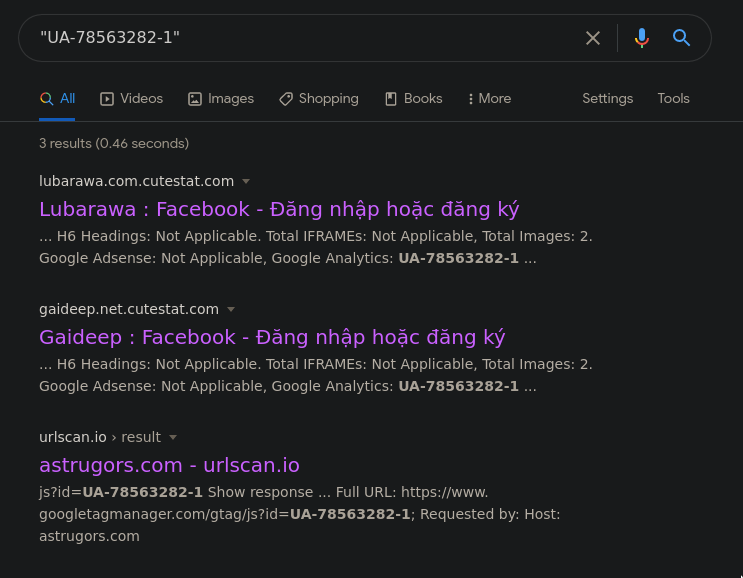 "UA-78563282-1"
All Videos Images Shopping Books More Settings Tools
3 results (0.46 seconds)
lubarawa.com.cutestat.com
Lubarawa : Facebook - Đăng nhập hoặc đăng ký
... H6 Headings: Not Applicable. Total IFRAMEs: Not Applicable, Total Images: 2.
Google Adsense: Not Applicable, Google Analytics: UA-78563282-1 ...
gaideep.net.cutestat.com
Gaideep : Facebook - Đăng nhập hoặc đăng ký
... H6 Headings: Not Applicable. Total IFRAMEs: Not Applicable, Total Images: 2.
Google Adsense: Not Applicable, Google Analytics: UA-78563282-1 ...
urlscan.io › result
astrugors.com - urlscan.io
js?id=UA-78563282-1 Show response ... Full URL: https://www.
googletagmanager.com/gtag/js?id=UA-78563282-1; Requested by: Host:
astrugors.com